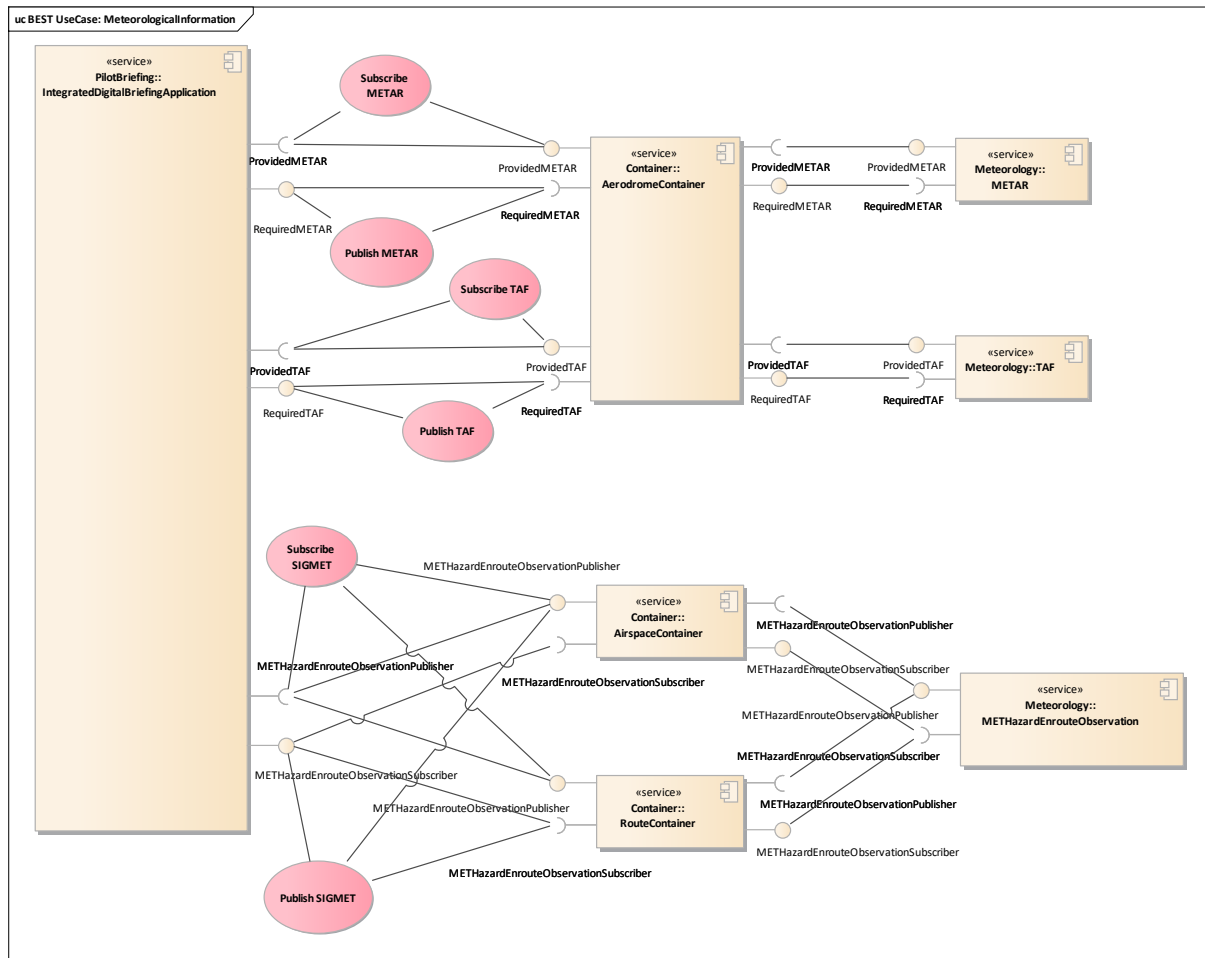 uc BEST UseCase: MeteorologicalInformation
«service»
PilotBriefing::
IntegratedDigitalBriefingApplication
Subscribe
METAR
ProvidedMETAR
ProvidedMETAR
RequiredMETAR
RequiredMETAR
Publish METAR
Subscribe TAF
ProvidedTAF
ProvidedTAF
RequiredTAF
RequiredTAF
Publish TAF
«service»
Container::
AerodromeContainer
ProvidedMETAR
ProvidedMETAR
RequiredMETAR
RequiredMETAR
«service»
Meteorology::
METAR
ProvidedTAF
ProvidedTAF
RequiredTAF
RequiredTAF
«service»
Meteorology::TAF
Subscribe
SIGMET
METHazardEnrouteObservationPublisher
METHazardEnrouteObservationPublisher
METHazardEnrouteObservationSubscriber
«service»
Container::
AirspaceContainer
METHazardEnrouteObservationPublisher
METHazardEnrouteObservationSubscriber
METHazardEnrouteObservationPublisher
METHazardEnrouteObservationSubscriber
«service»
Meteorology::
METHazardEnrouteObservation
METHazardEnrouteObservationSubscriber
METHazardEnrouteObservationPublisher
METHazardEnrouteObservationSubscriber
«service»
Container::
RouteContainer
METHazardEnrouteObservationPublisher
METHazardEnrouteObservationSubscriber
Publish SIGMET